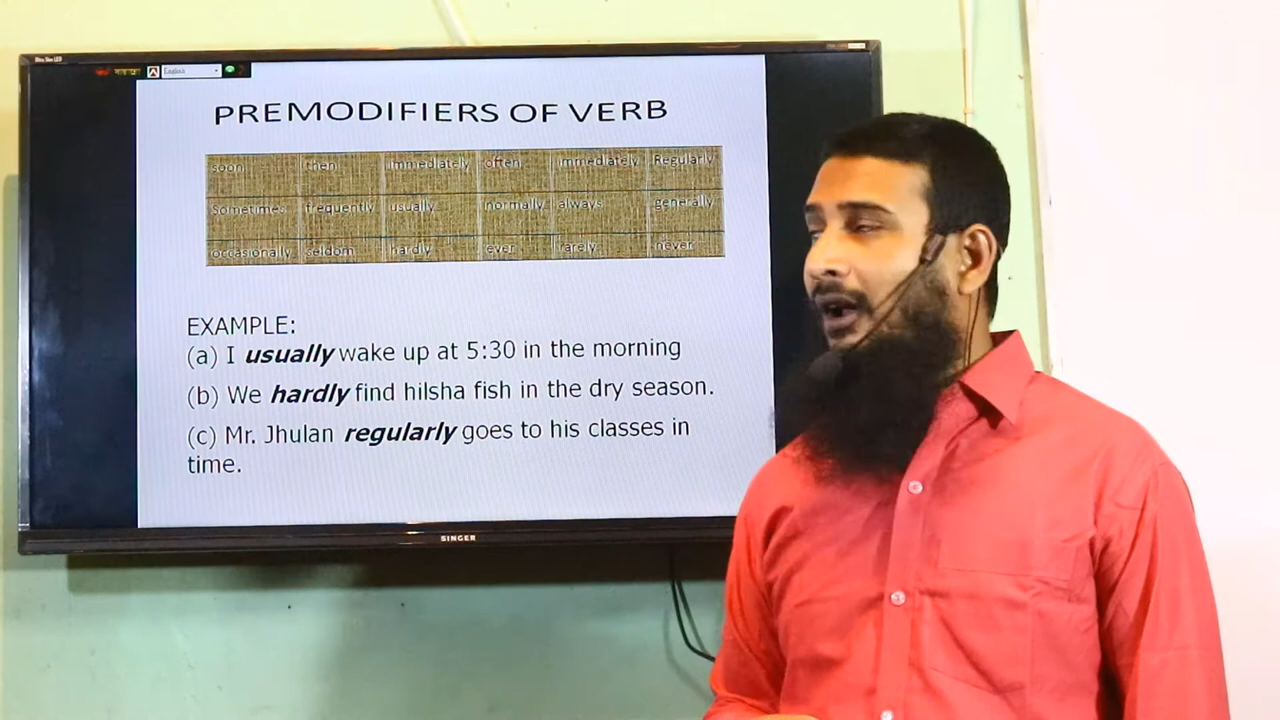 English
PREMODIFIERS OF VERB
soon then immediately often immediately Regularly
Sometimes frequently usually normally always generally
occasionally seldom hardly ever rarely never
EXAMPLE:
(a) I usually wake up at 5:30 in the morning
(b) We hardly find hilsha fish in the dry season.
(c) Mr. Jhulan regularly goes to his classes in
time.
SINGER